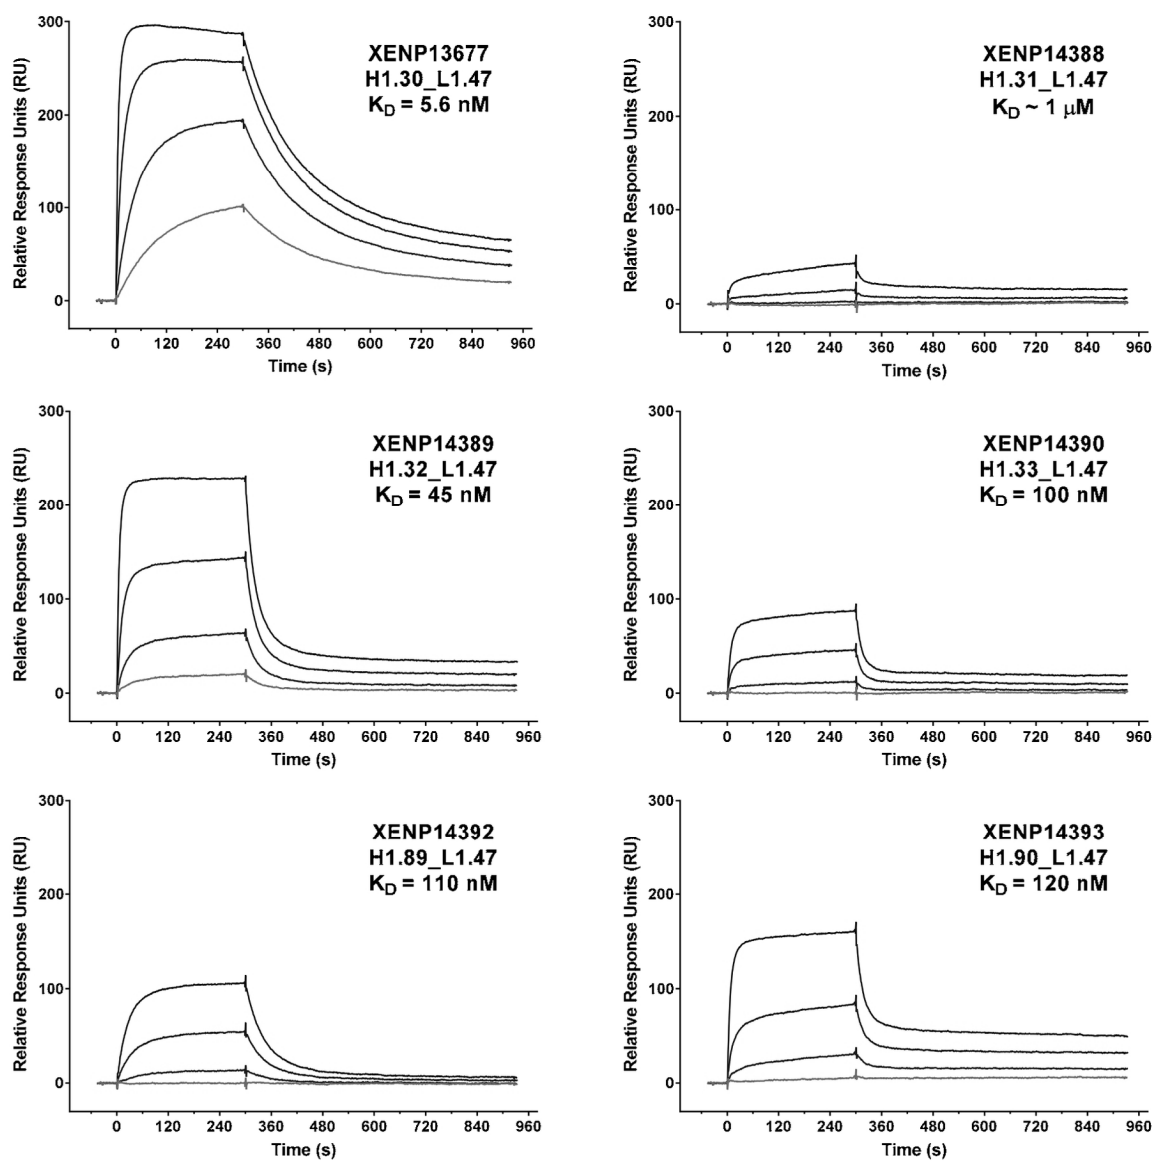 XENP13677
H1.30_L1.47
KD = 5.6 nM
Relative Response Units (RU)
300
200
100
0
0 120 240 360 480 600 720 840 960
Time (s)
XENP14388
H1.31_L1.47
KD ~ 1 μM
Relative Response Units (RU)
300
200
100
0
0 120 240 360 480 600 720 840 960
Time (s)
XENP14389
H1.32_L1.47
KD = 45 nM
Relative Response Units (RU)
300
200
100
0
0 120 240 360 480 600 720 840 960
Time (s)
XENP14390
H1.33_L1.47
KD = 100 nM
Relative Response Units (RU)
300
200
100
0
0 120 240 360 480 600 720 840 960
Time (s)
XENP14392
H1.89_L1.47
KD = 110 nM
Relative Response Units (RU)
300
200
100
0
0 120 240 360 480 600 720 840 960
Time (s)
XENP14393
H1.90_L1.47
KD = 120 nM
Relative Response Units (RU)
300
200
100
0
0 120 240 360 480 600 720 840 960
Time (s)